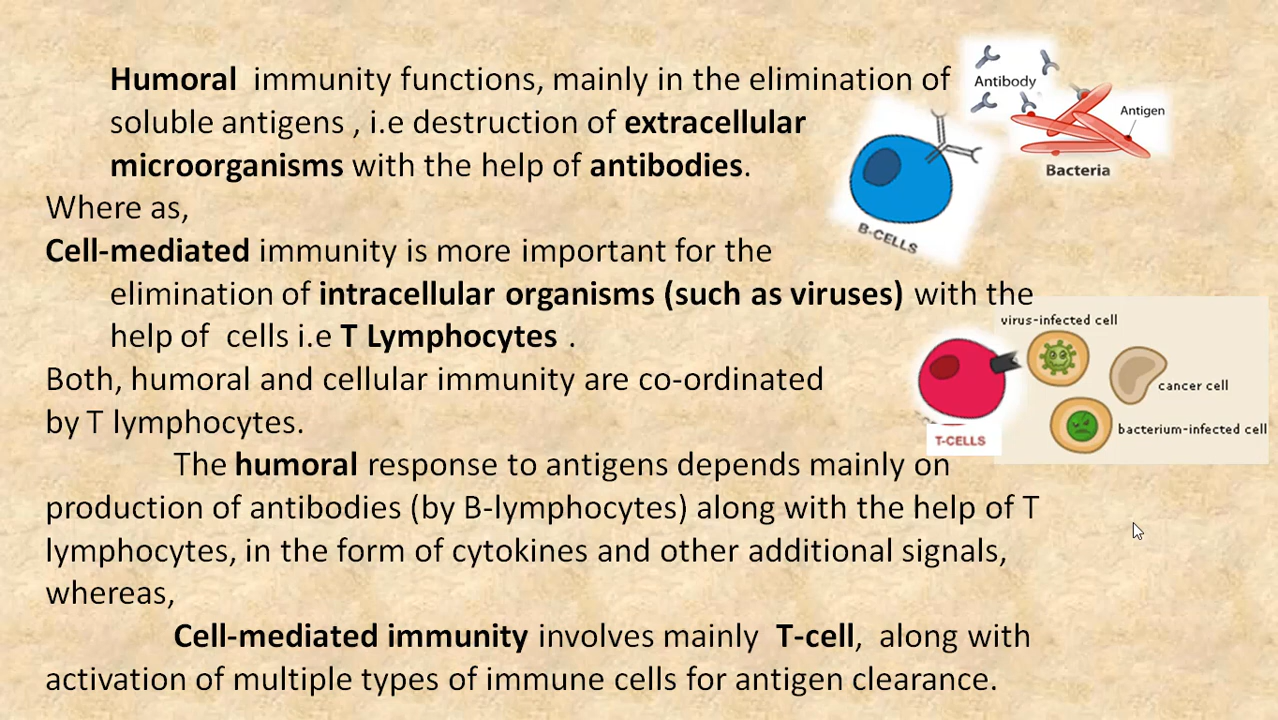 Humoral immunity functions, mainly in the elimination of
soluble antigens , i.e destruction of extracellular
microorganisms with the help of antibodies.
Where as,
Cell-mediated immunity is more important for the
elimination of intracellular organisms (such as viruses) with the
help of cells i.e T Lymphocytes .
Both, humoral and cellular immunity are co-ordinated
by T lymphocytes.
The humoral response to antigens depends mainly on
production of antibodies (by B-lymphocytes) along with the help of T
lymphocytes, in the form of cytokines and other additional signals,
whereas,
Cell-mediated immunity involves mainly T-cell, along with
activation of multiple types of immune cells for antigen clearance.
Antibody
Antigen
Bacteria
B-CELLS
virus-infected cell
cancer cell
bacterium-infected cell
T-CELLS